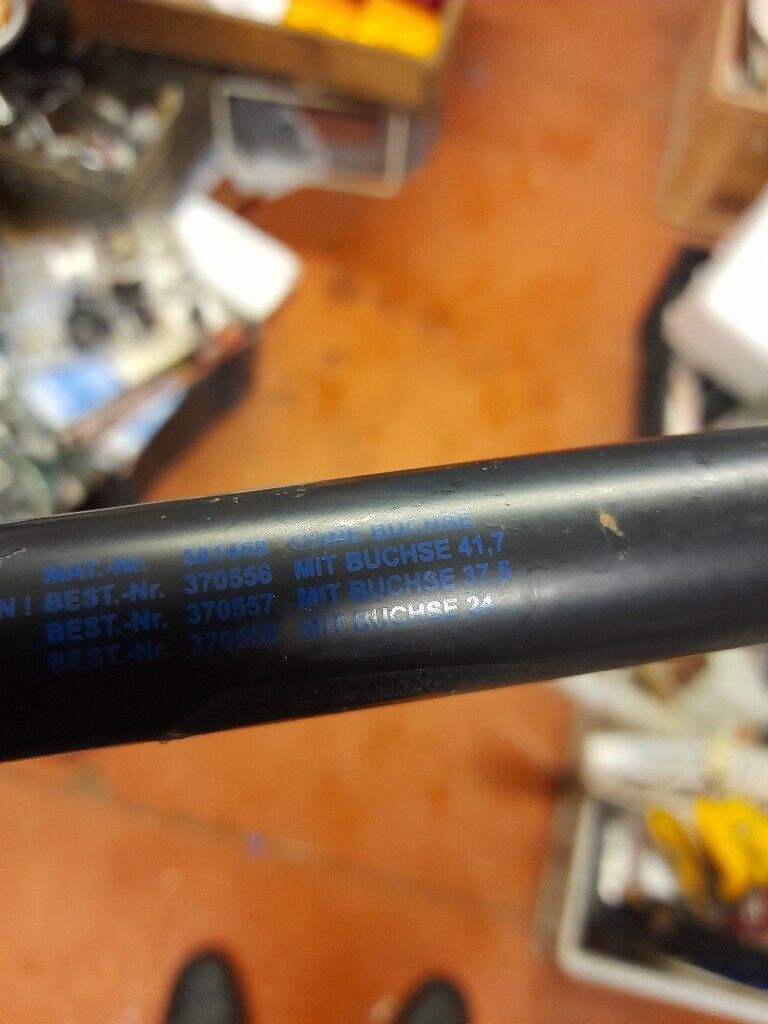 MAT.-Nr. 581468 OHNE BUCHSE
N ! BEST.-Nr. 370556 MIT BUCHSE 41,7
BEST.-Nr. 370557 MIT BUCHSE 37,5
BEST.-Nr. 370558 MIT BUCHSE 24